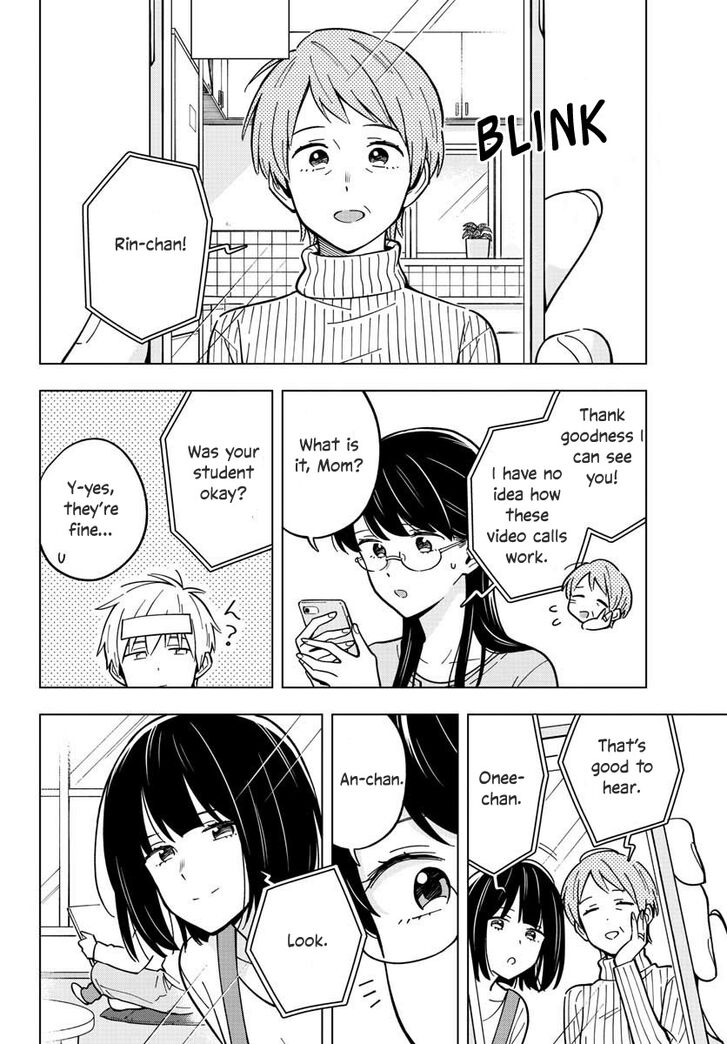 BLINK
Rin-chan!
Thank
goodness I
can see
you!
I have no
idea how
these
video calls
work.
What is
it, Mom?
Was your
student
okay?
Y-yes,
they're
fine...
ん?
That's
good to
hear.
Onee-
chan.
An-chan.
Look.